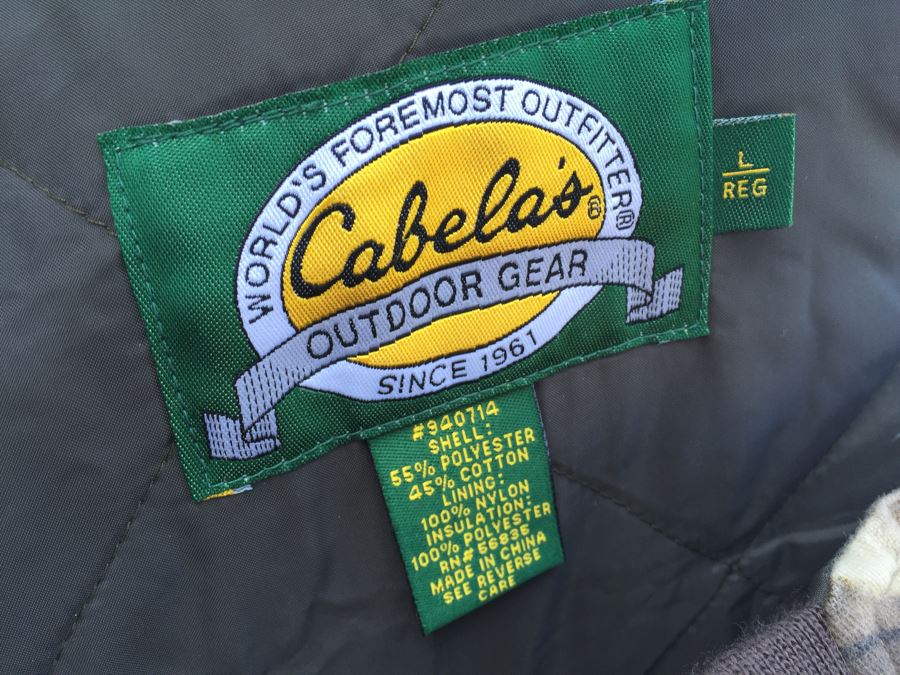 WORLD'S FOREMOST OUTFITTER®
Cabela's®
OUTDOOR GEAR
SINCE 1961
L
REG
#940714
SHELL:
55% POLYESTER
45% COTTON
LINING:
100% NYLON
INSULATION:
100% POLYESTER
RN# 56835
MADE IN CHINA
SEE REVERSE
CARE